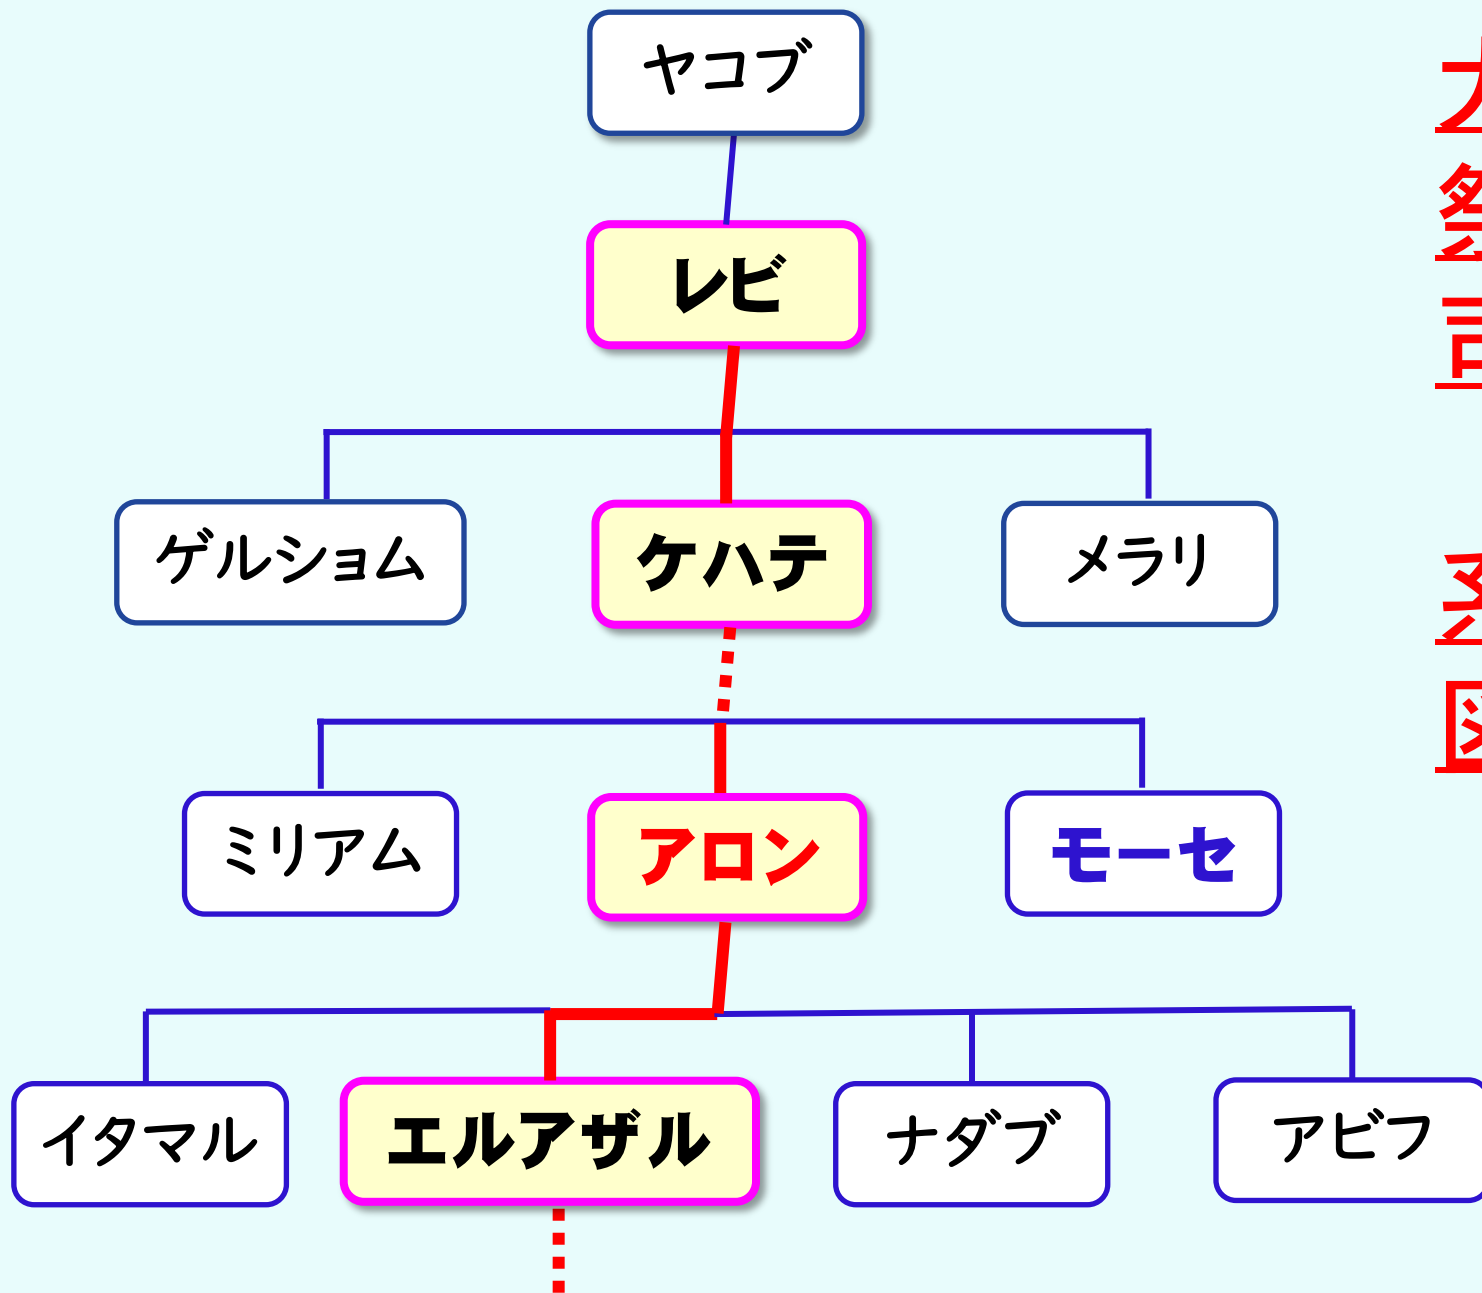 ヤコブ
レビ
ゲルショム
ケハテ
メラリ
ミリアム
アロン
モーセ
イタマル
エルアザル
ナダブ
アビフ